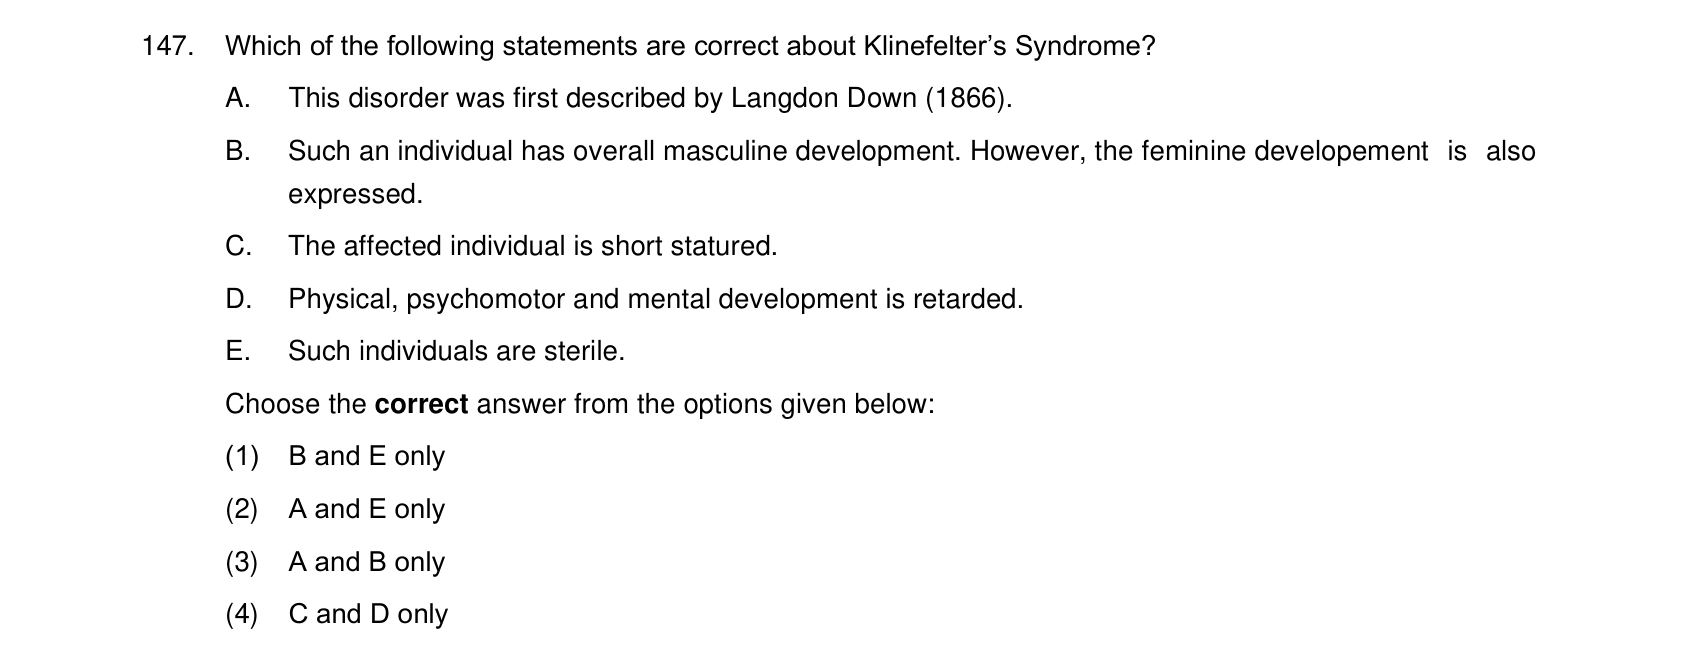 147. Which of the following statements are correct about Klinefelter’s Syndrome?
A. This disorder was first described by Langdon Down (1866).
B. Such an individual has overall masculine development. However, the feminine developement is also
expressed.
C. The affected individual is short statured.
D. Physical, psychomotor and mental development is retarded.
E. Such individuals are sterile.
Choose the correct answer from the options given below:
(1) B and E only
(2) A and E only
(3) A and B only
(4) C and D only